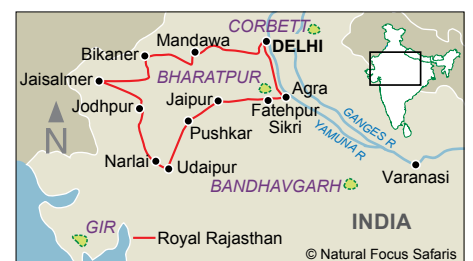 CORBETT
Mandawa
DELHI
Bikaner
BHARATPUR
Jaisalmer
Agra
Jaipur
Jodhpur
Fatehpur
Sikri
GANGES R
N
Pushkar
YAMUNA R
Narlai
Udaipur
Varanasi
BANDHAVGARH
GIR
INDIA
Royal Rajasthan
© Natural Focus Safaris